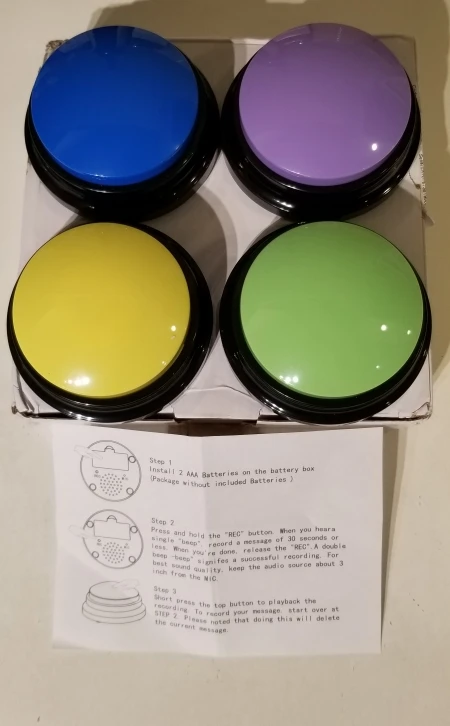 Step 1
Install 2 AAA Batteries on the battery box
(Package without included Batteries )
Step 2
Press and hold the "REC" button. When you heara
single "beep", record a message of 30 seconds or
less. When you're done, release the "REC".A double
beep -beep" signifes a successful recording. For
best sound quality, keep the audio source about 3
inch from the MIC.
Step 3
Short press the top button to playback the
recording. To record your message, start over at
STEP 2. Please noted that doing this will delete
the current message.